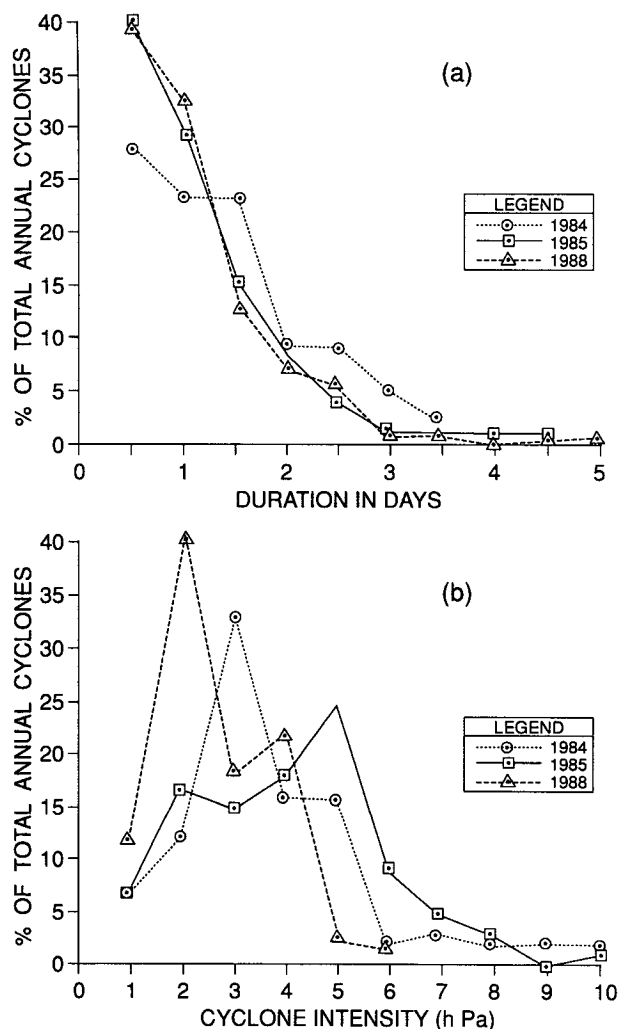 % OF TOTAL ANNUAL CYCLONES
40
35
30
25
20
15
10
5
0
(a)
LEGEND
1984
1985
1988
0 1 2 3 4 5
DURATION IN DAYS
% OF TOTAL ANNUAL CYCLONES
40
35
30
25
20
15
10
5
0
(b)
LEGEND
1984
1985
1988
0 1 2 3 4 5 6 7 8 9 10
CYCLONE INTENSITY (h Pa)